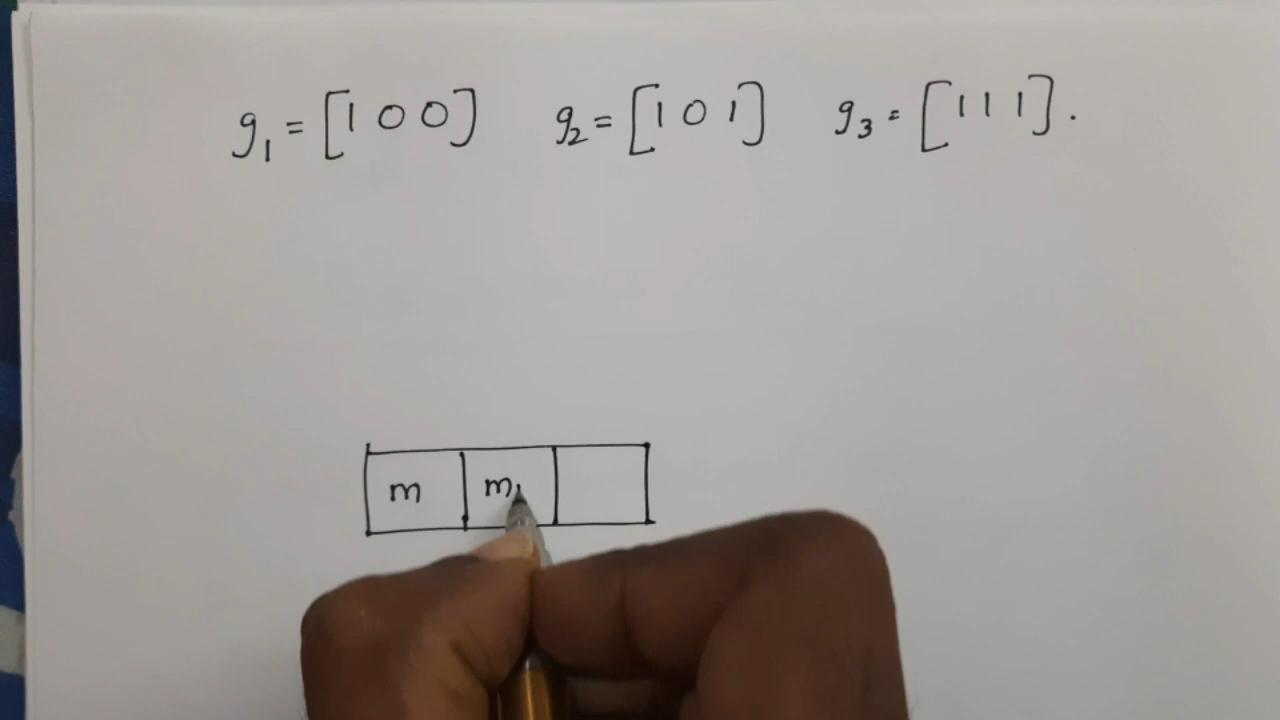 g₁ = [1 0 0] g₂ = [1 0 1] g₃ = [1 1 1].
m m₁